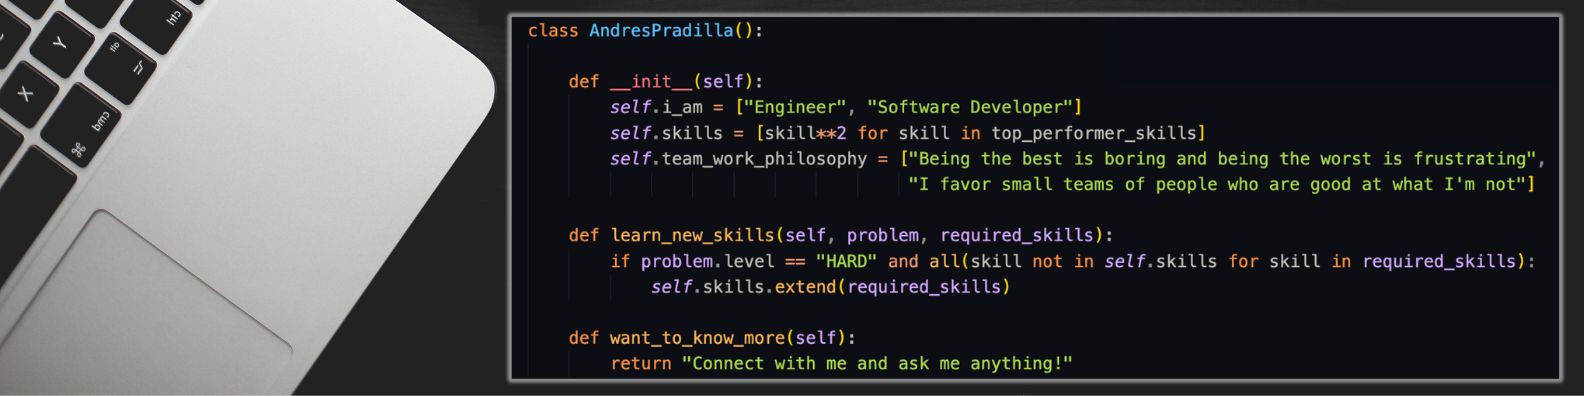 Y
X
ctrl
alt
cmd
⌘
class AndresPradilla():
def __init__(self):
self.i_am = ["Engineer", "Software Developer"]
self.skills = [skill**2 for skill in top_performer_skills]
self.team_work_philosophy = ["Being the best is boring and being the worst is frustrating",
"I favor small teams of people who are good at what I'm not"]
def learn_new_skills(self, problem, required_skills):
if problem.level == "HARD" and all(skill not in self.skills for skill in required_skills):
self.skills.extend(required_skills)
def want_to_know_more(self):
return "Connect with me and ask me anything!"